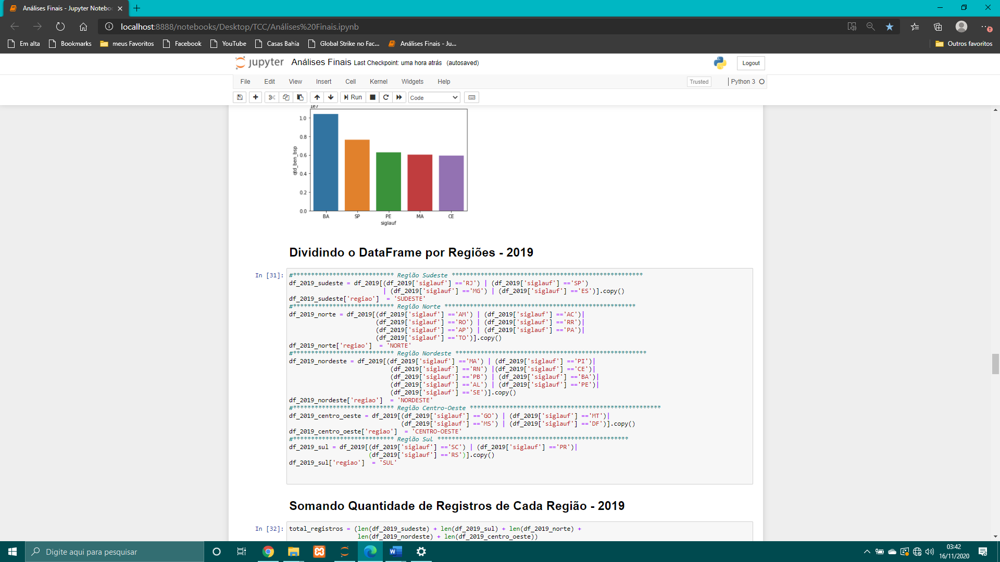 Análises Finais - Jupyter Notebo
localhost:8888/notebooks/Desktop/TCC/Análises%20Finais.ipynb
Em alta Bookmarks meus Favoritos Facebook YouTube Casas Bahia Global Strike no Fac... Análises Finais - Ju... Outros favoritos
jupyter Análises Finais Last Checkpoint: uma hora atrás (autosaved) Logout
File Edit View Insert Cell Kernel Widgets Help Trusted Python 3
Run Code
1e7
1.0
0.8
0.6
0.4
0.2
0.0
qtd_ben_bsp
BA SP PE MA CE
siglauf
Dividindo o DataFrame por Regiões - 2019
In [31]:
#**************************** Região Sudeste *****************************************************
df_2019_sudeste = df_2019[(df_2019['siglauf'] =='RJ') | (df_2019['siglauf'] =='SP')
| (df_2019['siglauf'] =='MG') | (df_2019['siglauf'] =='ES')].copy()
df_2019_sudeste['regiao']  = 'SUDESTE'
#**************************** Região Norte *****************************************************
df_2019_norte = df_2019[(df_2019['siglauf'] =='AM') | (df_2019['siglauf'] =='AC')|
(df_2019['siglauf'] =='RO') | (df_2019['siglauf'] =='RR')|
(df_2019['siglauf'] =='AP') | (df_2019['siglauf'] =='PA')|
(df_2019['siglauf'] =='TO')].copy()
df_2019_norte['regiao']  = 'NORTE'
#**************************** Região Nordeste *****************************************************
df_2019_nordeste = df_2019[(df_2019['siglauf'] =='MA') | (df_2019['siglauf'] =='PI')|
(df_2019['siglauf'] =='RN') |(df_2019['siglauf'] =='CE')|
(df_2019['siglauf'] =='PB') | (df_2019['siglauf'] =='BA')|
(df_2019['siglauf'] =='AL') | (df_2019['siglauf'] =='PE')|
(df_2019['siglauf'] =='SE')].copy()
df_2019_nordeste['regiao']  = 'NORDESTE'
#**************************** Região Centro-Oeste *****************************************************
df_2019_centro_oeste = df_2019[(df_2019['siglauf'] =='GO') | (df_2019['siglauf'] =='MT')|
(df_2019['siglauf'] =='MS') | (df_2019['siglauf'] =='DF')].copy()
df_2019_centro_oeste['regiao']  = 'CENTRO-OESTE'
#**************************** Região Sul *****************************************************
df_2019_sul = df_2019[(df_2019['siglauf'] =='SC') | (df_2019['siglauf'] =='PR')|
(df_2019['siglauf'] =='RS')].copy()
df_2019_sul['regiao']  = 'SUL'
Somando Quantidade de Registros de Cada Região - 2019
In [32]:
total_registros = (len(df_2019_sudeste) + len(df_2019_sul) + len(df_2019_norte) +
len(df_2019_nordeste) + len(df_2019_centro_oeste))
Digite aqui para pesquisar
03:42
16/11/2020